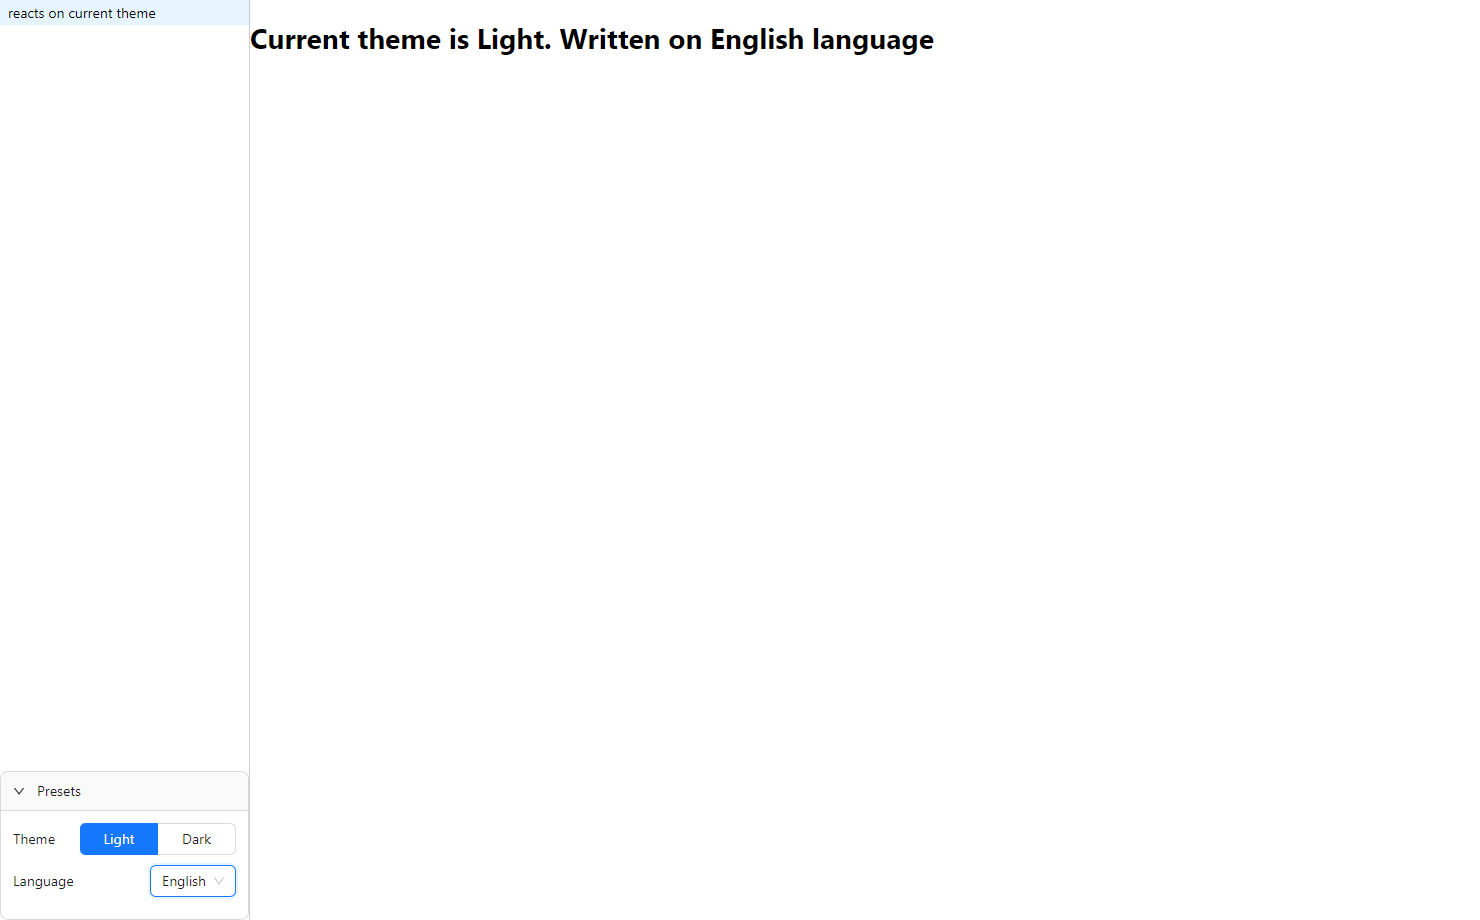 reacts on current theme
Current theme is Light. Written on English language
Presets
Theme Light Dark
Language English